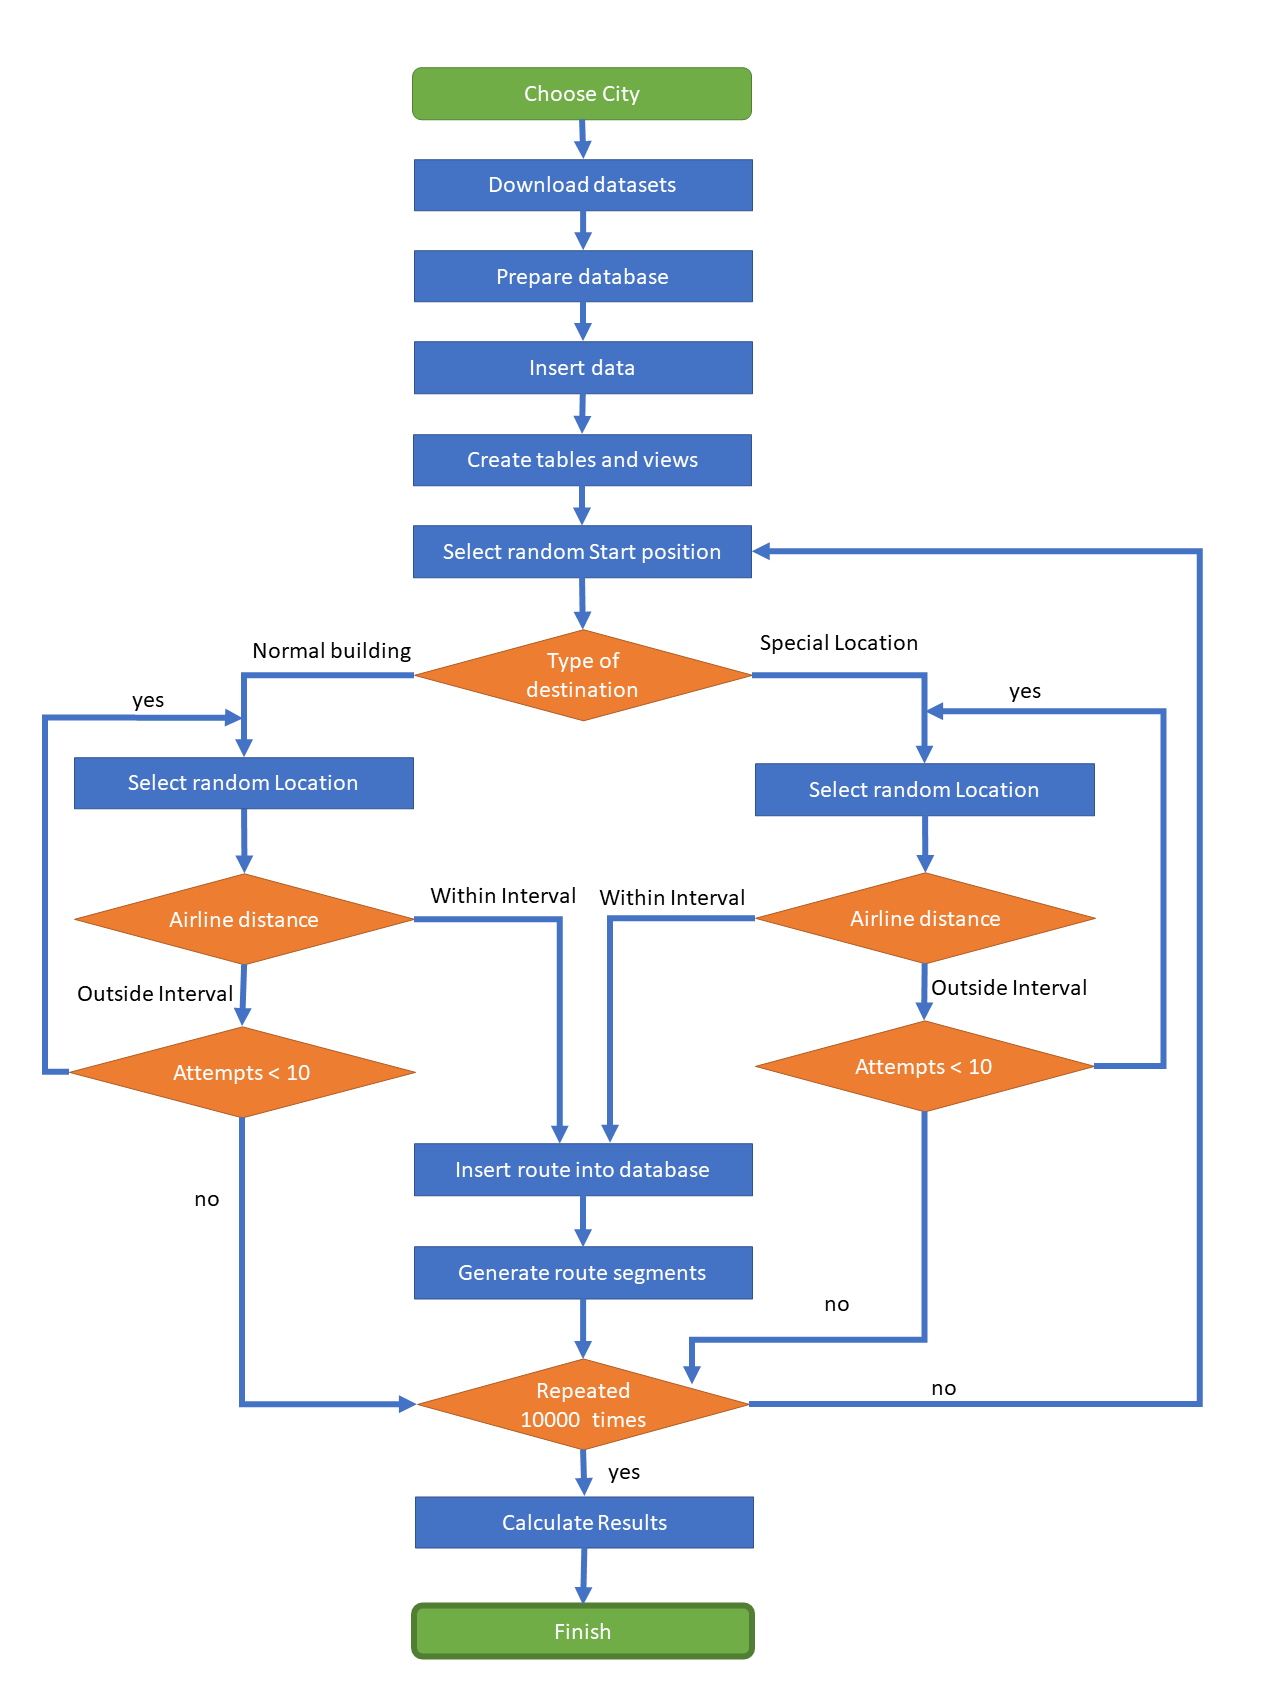 Choose City
Download datasets
Prepare database
Insert data
Create tables and views
Select random Start position
Normal building
Type of
destination
Special Location
yes
yes
Select random Location
Select random Location
Airline distance
Within Interval
Within Interval
Airline distance
Outside Interval
Outside Interval
Attempts < 10
Attempts < 10
Insert route into database
no
Generate route segments
no
Repeated
10000 times
no
yes
Calculate Results
Finish